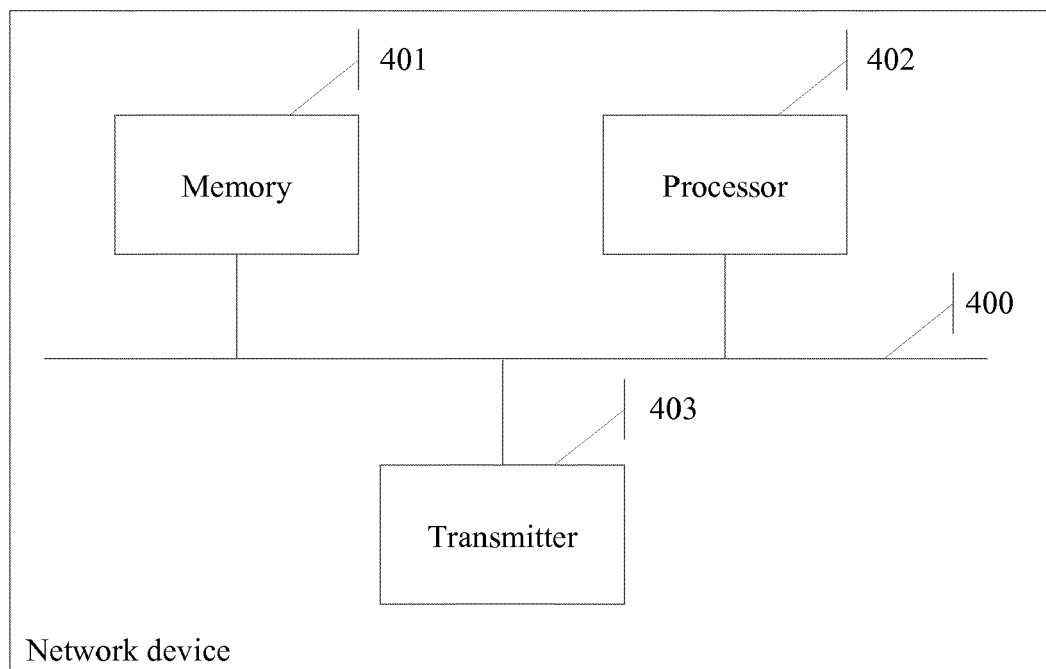 401
402
Memory
Processor
400
403
Transmitter
Network device